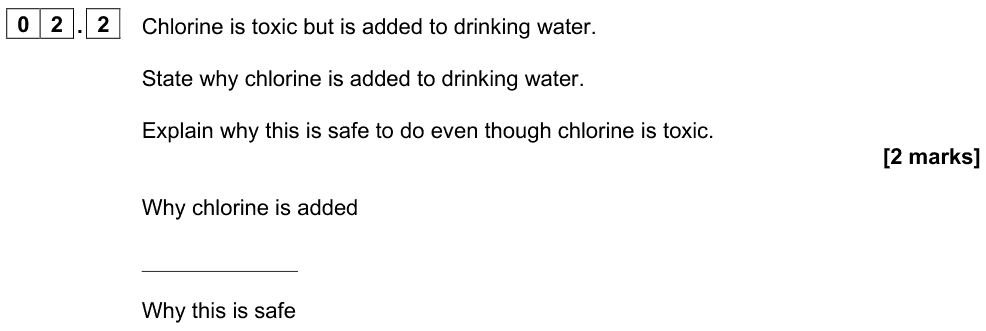 0 2 . 2 Chlorine is toxic but is added to drinking water.
State why chlorine is added to drinking water.
Explain why this is safe to do even though chlorine is toxic.
[2 marks]
Why chlorine is added
Why this is safe